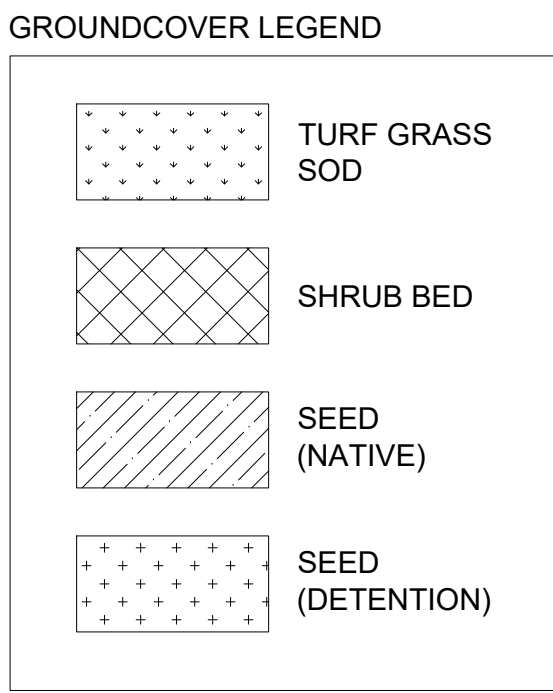 GROUNDCOVER LEGEND
TURF GRASS
SOD
SHRUB BED
SEED
(NATIVE)
SEED
(DETENTION)